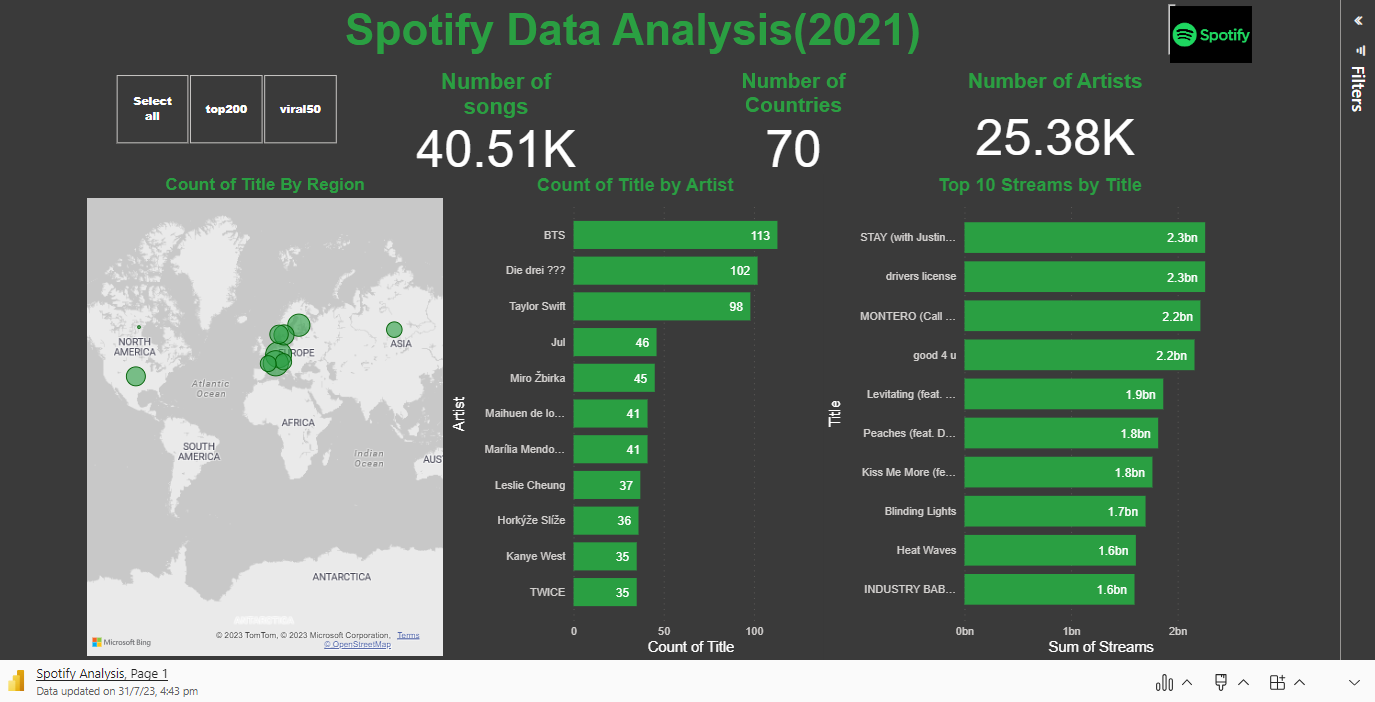 Spotify Data Analysis(2021)
Spotify
Filters
Select
all
top200
viral50
Number of
songs
40.51K
Number of
Countries
70
Number of Artists
25.38K
Count of Title By Region
NORTH
AMERICA
Atlantic
Ocean
ROPE
ASIA
AFRICA
SOUTH
AMERICA
Indian
Ocean
AUS
ANTARCTICA
ANTARCTICA
Microsoft Bing
© 2023 TomTom, © 2023 Microsoft Corporation, Terms
© OpenStreetMap
Count of Title by Artist
Artist
BTS 113
Die drei ??? 102
Taylor Swift 98
Jul 46
Miro Žbirka 45
Maihuen de lo... 41
Marília Mendo... 41
Leslie Cheung 37
Horkýže Slíže 36
Kanye West 35
TWICE 35
0 50 100
Count of Title
Top 10 Streams by Title
Title
STAY (with Justin... 2.3bn
drivers license 2.3bn
MONTERO (Call ... 2.2bn
good 4 u 2.2bn
Levitating (feat. ... 1.9bn
Peaches (feat. D... 1.8bn
Kiss Me More (fe... 1.8bn
Blinding Lights 1.7bn
Heat Waves 1.6bn
INDUSTRY BAB... 1.6bn
0bn 1bn 2bn
Sum of Streams
Spotify Analysis, Page 1
Data updated on 31/7/23, 4:43 pm